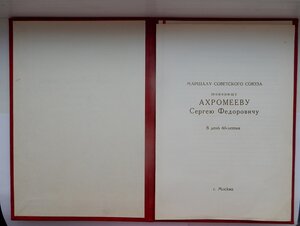 МАРШАЛУ СОВЕТСКОГО СОЮЗА
товарищу
АХРОМЕЕВУ
Сергею Федоровичу
В день 60-летия
г. Москва